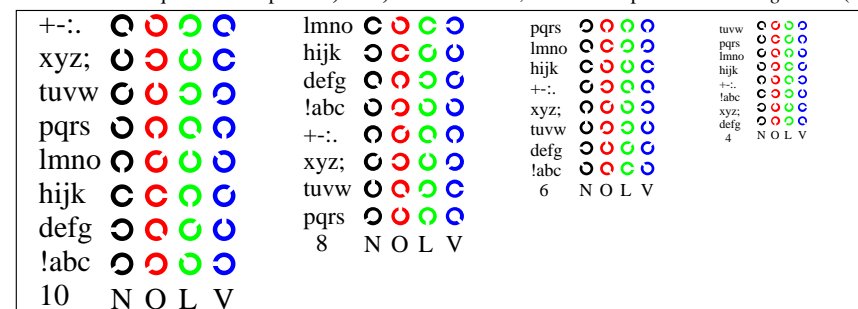 +-:.
xyz;
tuvw
pqrs
lmno
hijk
defg
!abc
10 N O L V
lmno
hijk
defg
!abc
+-:.
xyz;
tuvw
pqrs
8 N O L V
pqrs
lmno
hijk
+-:.
xyz;
tuvw
defg
!abc
6 N O L V
tuvw
pqrs
lmno
hijk
+-:.
!abc
xyz;
defg
4 N O L V